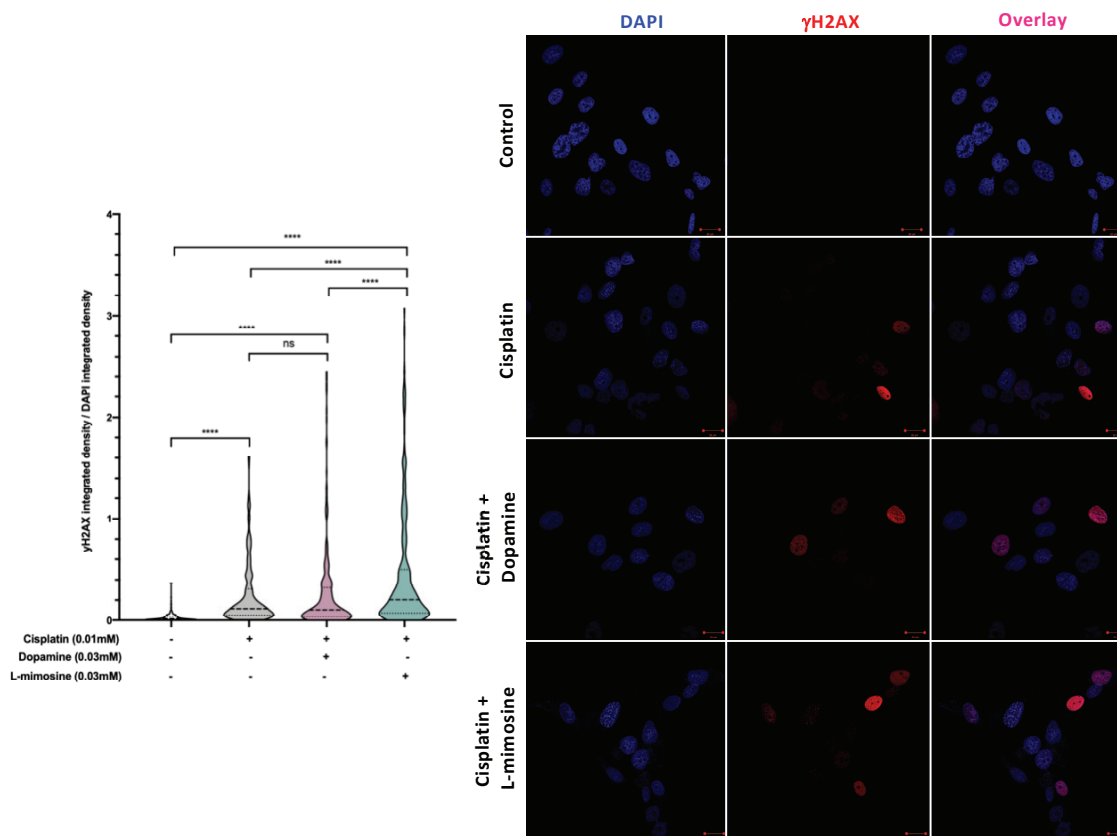 DAPI γH2AX Overlay
Control
Cisplatin
Cisplatin +
Dopamine
Cisplatin +
L-mimosine
γH2AX integrated density / DAPI integrated density
4
3
2
1
0
****
****
****
****
ns
****
Cisplatin (0.01mM) - + + +
Dopamine (0.03mM) - - + -
L-mimosine (0.03mM) - - - +